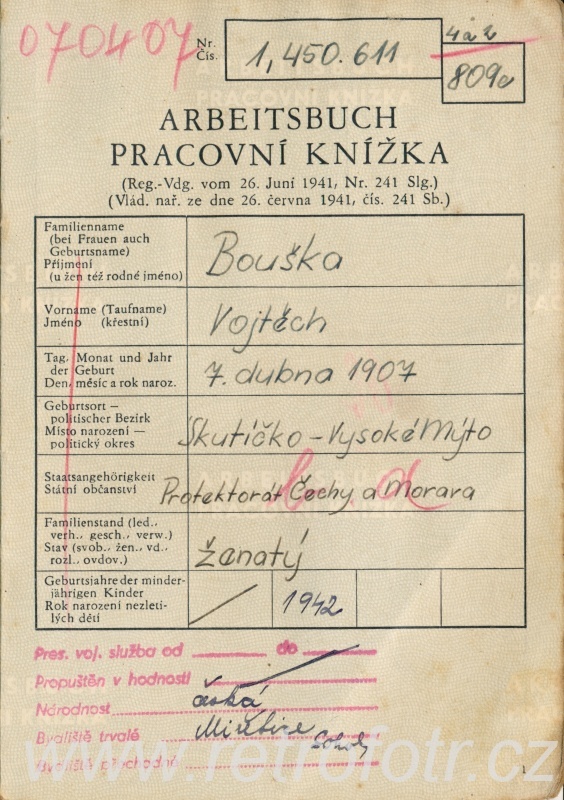 070407
Nr.
Čís.
1,450.611
4a2
809a
ARBEITSBUCH
PRACOVNÍ KNÍŽKA
(Reg.-Vdg. vom 26. Juni 1941, Nr. 241 Slg.)
(Vlád. nař. ze dne 26. června 1941, čís. 241 Sb.)
Familienname
(bei Frauen auch
Geburtsname)
Příjmení
(u žen též rodné jméno)
Bouška
Vorname (Taufname)
Jméno (křestní)
Vojtěch
Tag, Monat und Jahr
der Geburt
Den, měsíc a rok naroz.
7. dubna 1907
Geburtsort –
politischer Bezirk
Místo narození –
politický okres
Skutíčko – Vysoké Mýto
Staatsangehörigkeit
Státní občanství
Protektorát Čechy a Morava
b. d
Familienstand (led.,
verh., gesch., verw.)
Stav (svob., žen., vd.,
rozl., ovdov.)
ženatý
Geburtsjahre der minder-
jährigen Kinder
Rok narození nezleti-
lých dětí
1942
Pres. voj. služba od do
Propuštěn v hodnosti
Národnost česká
Bydliště trvalé
Bydliště přechodné
www.retrofotr.cz